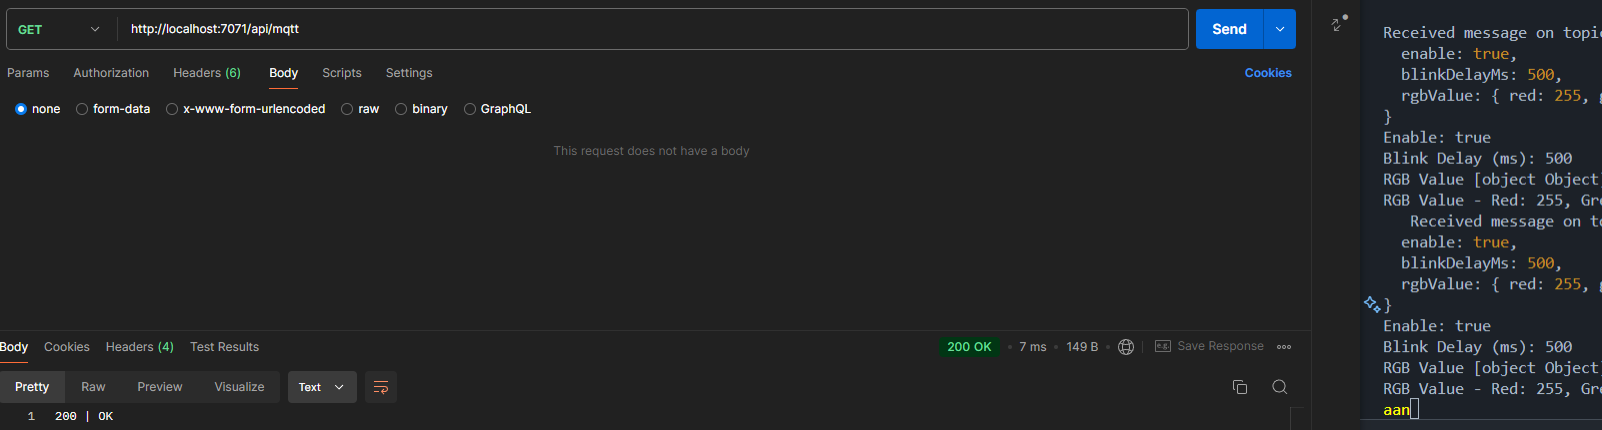 GET http://localhost:7071/api/mqtt Send
Params Authorization Headers (6) Body Scripts Settings Cookies
none form-data x-www-form-urlencoded raw binary GraphQL
This request does not have a body
Body Cookies Headers (4) Test Results 200 OK • 7 ms • 149 B • e.g. Save Response
Pretty Raw Preview Visualize Text
1 200 | OK
Received message on topic
enable: true,
blinkDelayMs: 500,
rgbValue: { red: 255, g
}
Enable: true
Blink Delay (ms): 500
RGB Value [object Object]
RGB Value - Red: 255, Gre
Received message on to
enable: true,
blinkDelayMs: 500,
rgbValue: { red: 255, g
}
Enable: true
Blink Delay (ms): 500
RGB Value [object Object]
RGB Value - Red: 255, Gre
aan